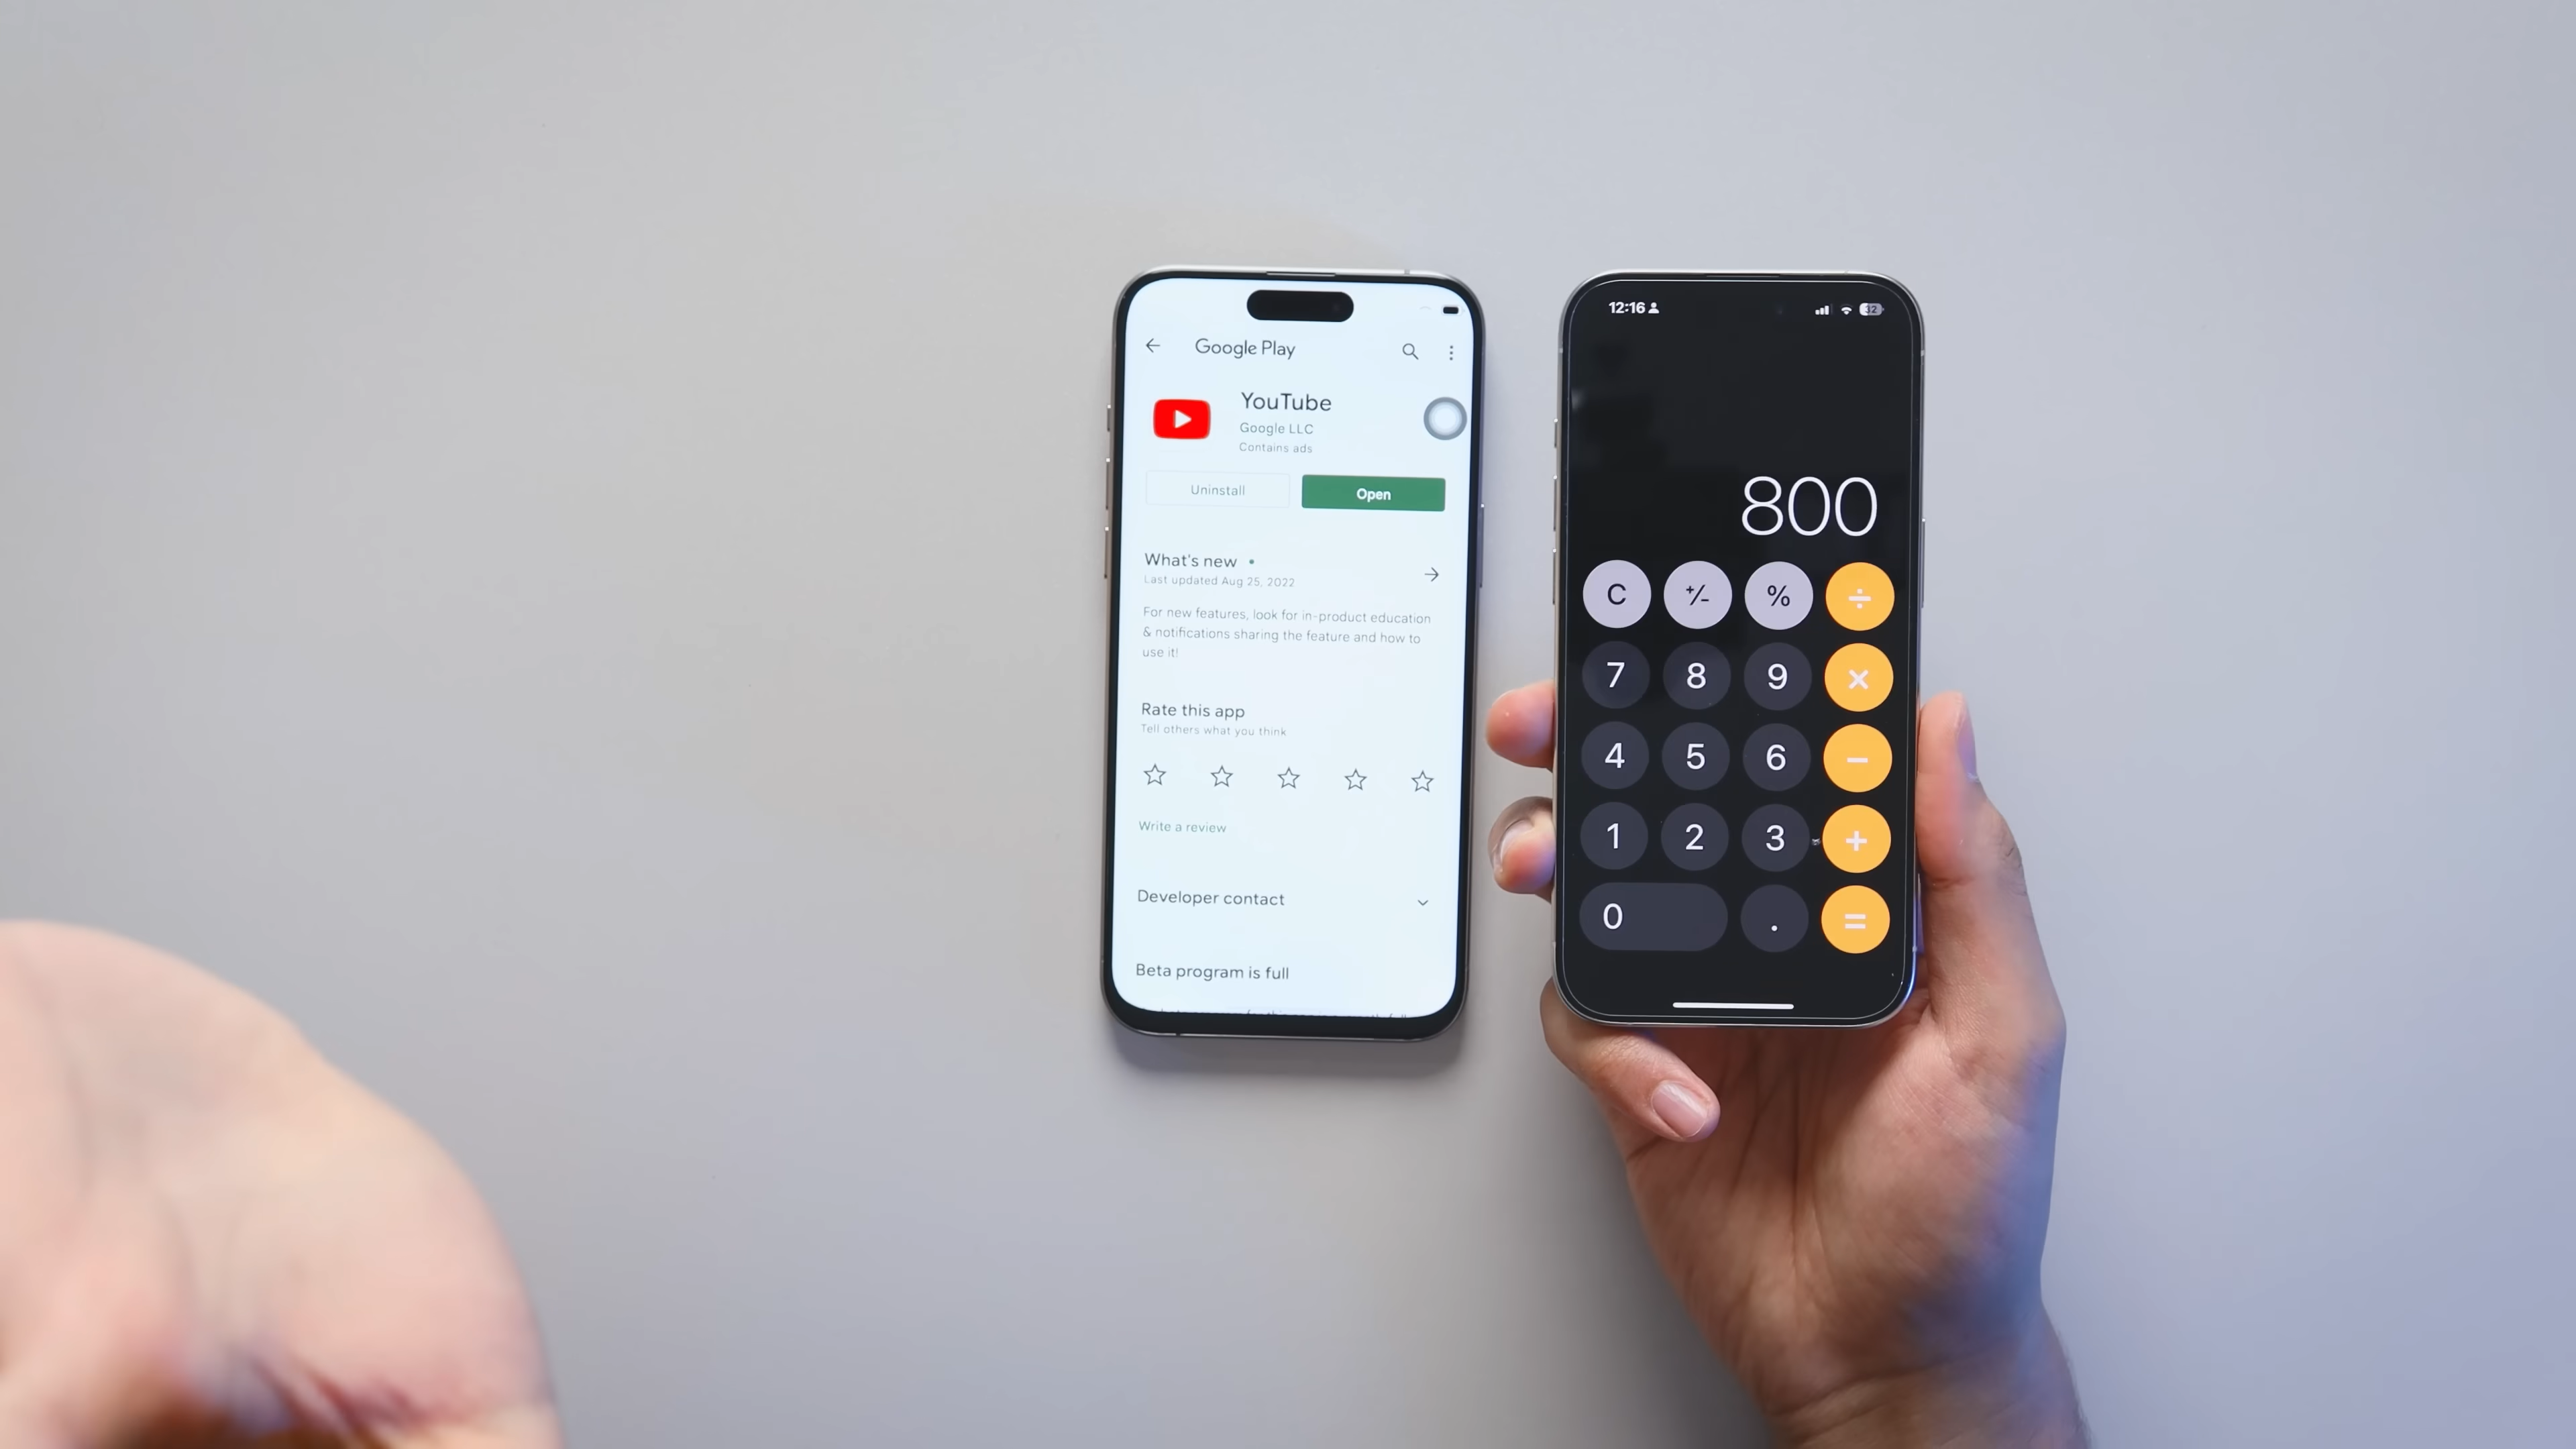 Google Play
YouTube
Google LLC
Contains ads
Uninstall
Open
What's new •
Last updated Aug 25, 2022
For new features, look for in-product education
& notifications sharing the feature and how to
use it!
Rate this app
Tell others what you think
Write a review
Developer contact
Beta program is full
12:16
32
800
C +/- % ÷
7 8 9 ×
4 5 6 −
1 2 3 +
0 . =